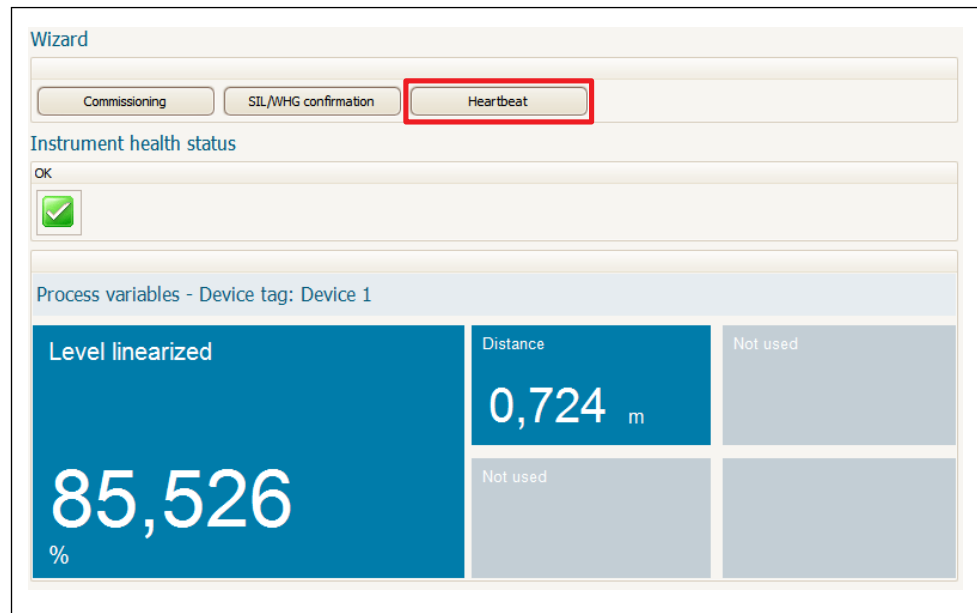 Wizard
Commissioning
SIL/WHG confirmation
Heartbeat
Instrument health status
OK
Process variables - Device tag: Device 1
Level linearized
85,526
%
Distance
0,724 m
Not used
Not used